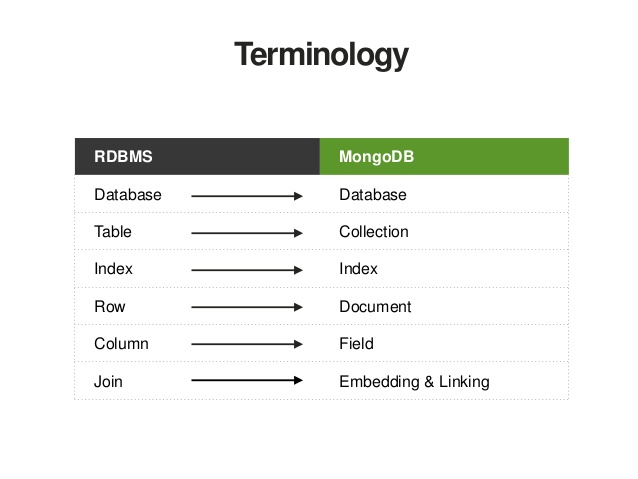 Terminology
RDBMS MongoDB
Database Database
Table Collection
Index Index
Row Document
Column Field
Join Embedding & Linking